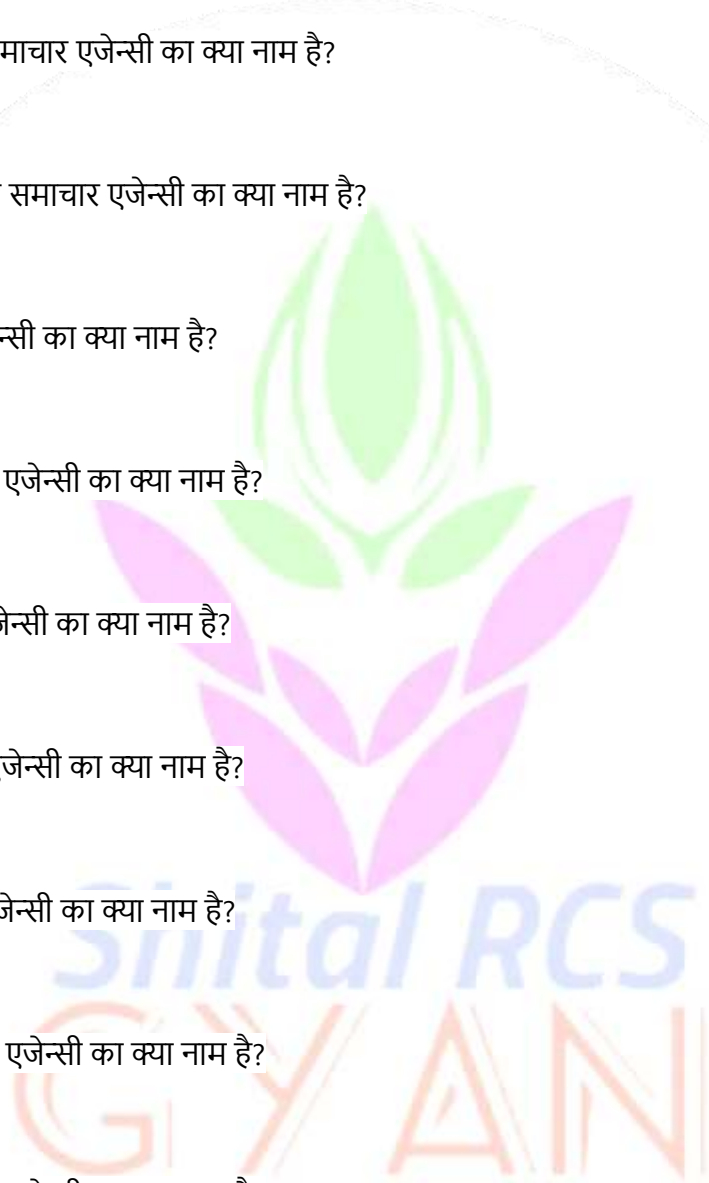 माचार एजेन्सी का क्या नाम है?
समाचार एजेन्सी का क्या नाम है?
न्सी का क्या नाम है?
एजेन्सी का क्या नाम है?
जेन्सी का क्या नाम है?
जेन्सी का क्या नाम है?
जेन्सी का क्या नाम है?
Shital RCS
एजेन्सी का क्या नाम है?
GYAN